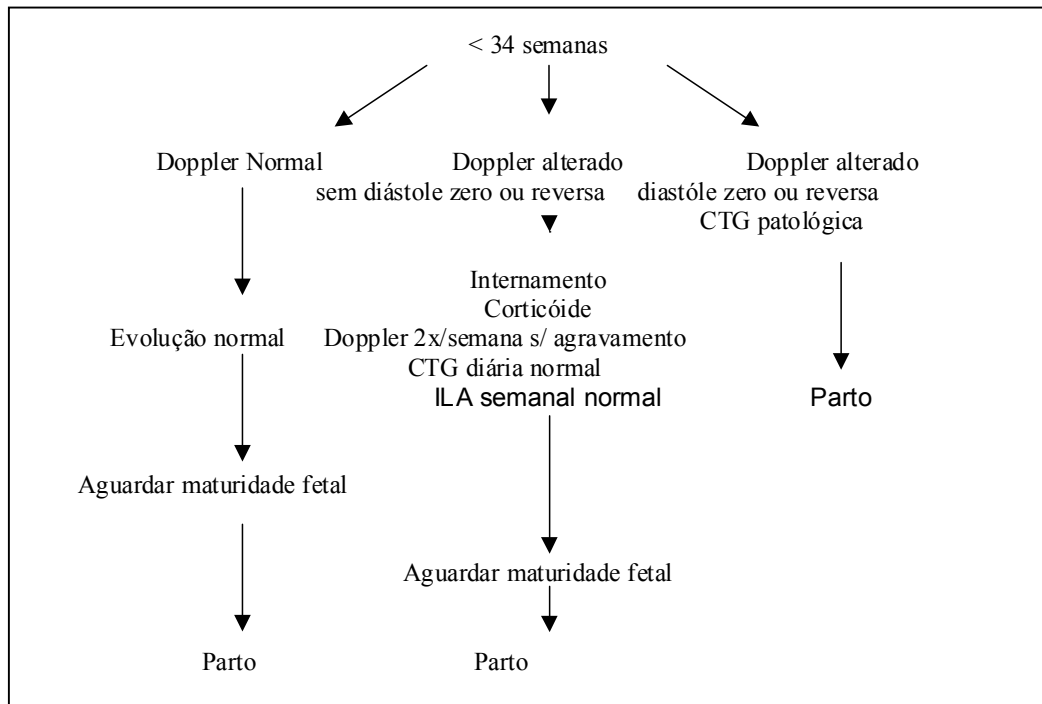 < 34 semanas
Doppler Normal
Doppler alterado
sem diástole zero ou reversa
Doppler alterado
diastóle zero ou reversa
CTG patológica
Internamento
Corticóide
Doppler 2x/semana s/ agravamento
CTG diária normal
ILA semanal normal
Evolução normal
Parto
Aguardar maturidade fetal
Aguardar maturidade fetal
Parto
Parto